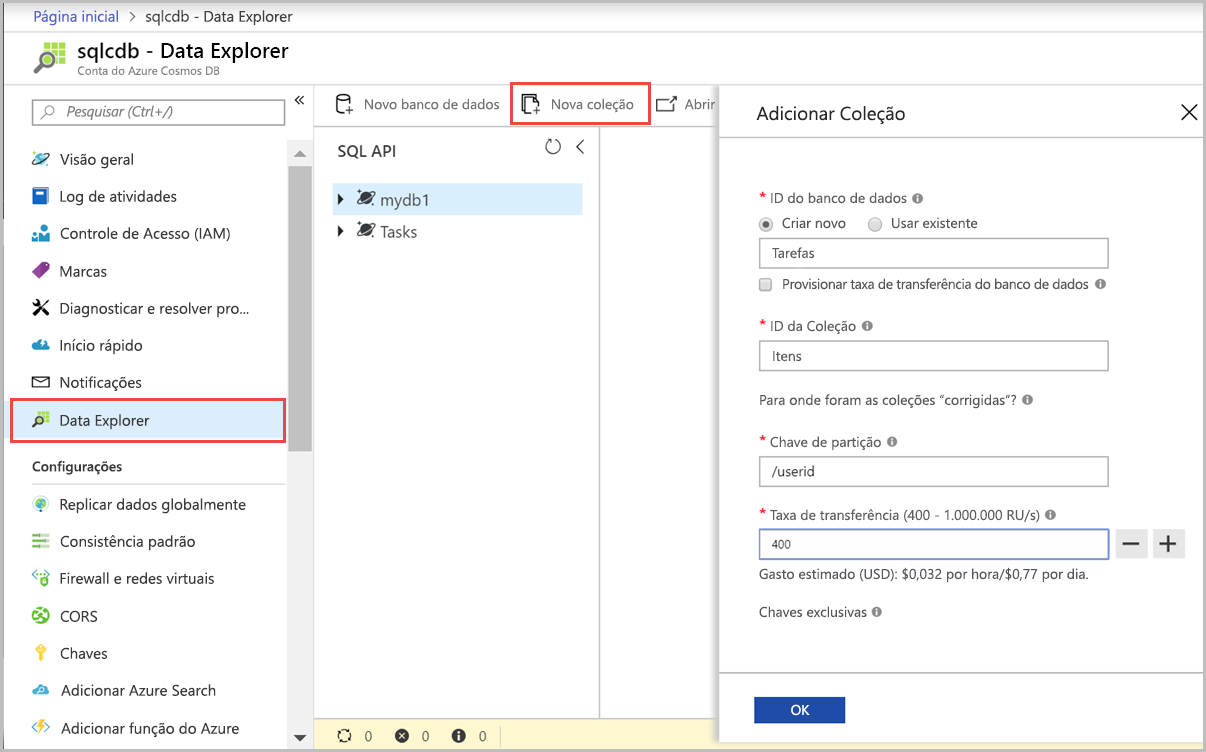 Página inicial > sqlcdb - Data Explorer
sqlcdb - Data Explorer
Conta do Azure Cosmos DB
Pesquisar (Ctrl+/)
Visão geral
Log de atividades
Controle de Acesso (IAM)
Marcas
Diagnosticar e resolver pro...
Início rápido
Notificações
Data Explorer
Configurações
Replicar dados globalmente
Consistência padrão
Firewall e redes virtuais
CORS
Chaves
Adicionar Azure Search
Adicionar função do Azure
Novo banco de dados
Nova coleção
Abrir
SQL API
mydb1
Tasks
0 0 0
Adicionar Coleção
* ID do banco de dados
Criar novo Usar existente
Tarefas
Provisionar taxa de transferência do banco de dados
* ID da Coleção
Itens
Para onde foram as coleções “corrigidas”?
* Chave de partição
/userid
* Taxa de transferência (400 - 1.000.000 RU/s)
400
Gasto estimado (USD): $0,032 por hora/$0,77 por dia.
Chaves exclusivas
OK